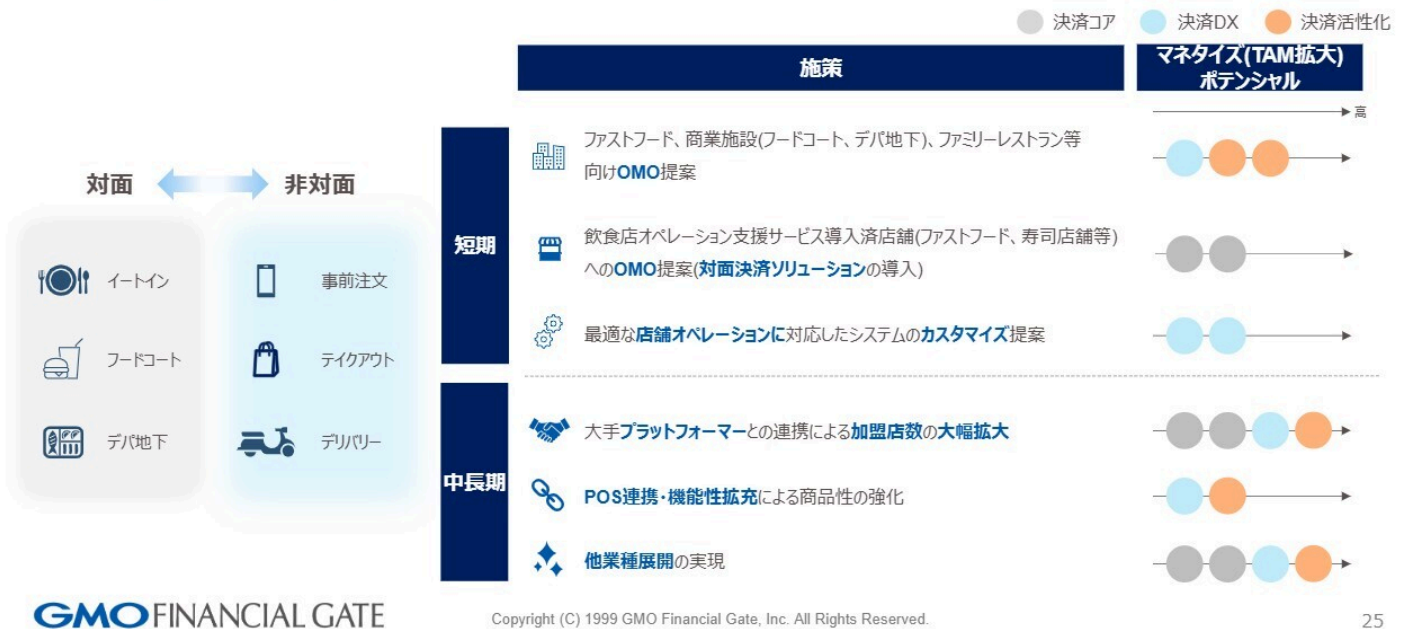 決済コア 決済DX 決済活性化
施策
マネタイズ(TAM拡大)
ポテンシャル
高
対面 非対面
イートイン 事前注文
フードコート テイクアウト
デパ地下 デリバリー
短期
ファストフード、商業施設(フードコート、デパ地下)、ファミリーレストラン等
向けOMO提案
飲食店オペレーション支援サービス導入済店舗(ファストフード、寿司店舗等)
へのOMO提案(対面決済ソリューションの導入)
最適な店舗オペレーションに対応したシステムのカスタマイズ提案
中長期
大手プラットフォーマーとの連携による加盟店数の大幅拡大
POS連携・機能性拡充による商品性の強化
他業種展開の実現
GMO FINANCIAL GATE
Copyright (C) 1999 GMO Financial Gate, Inc. All Rights Reserved.
25